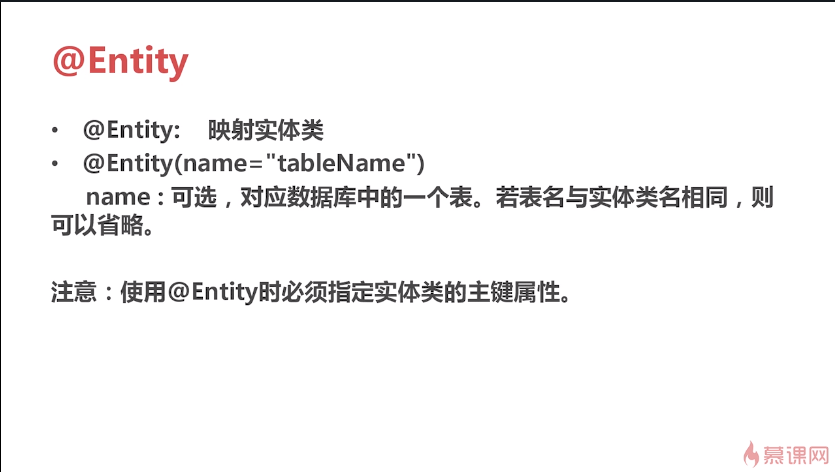 @Entity
• @Entity: 映射实体类
• @Entity(name="tableName")
name : 可选，对应数据库中的一个表。若表名与实体类名相同，则
可以省略。
注意：使用@Entity时必须指定实体类的主键属性。
慕课网